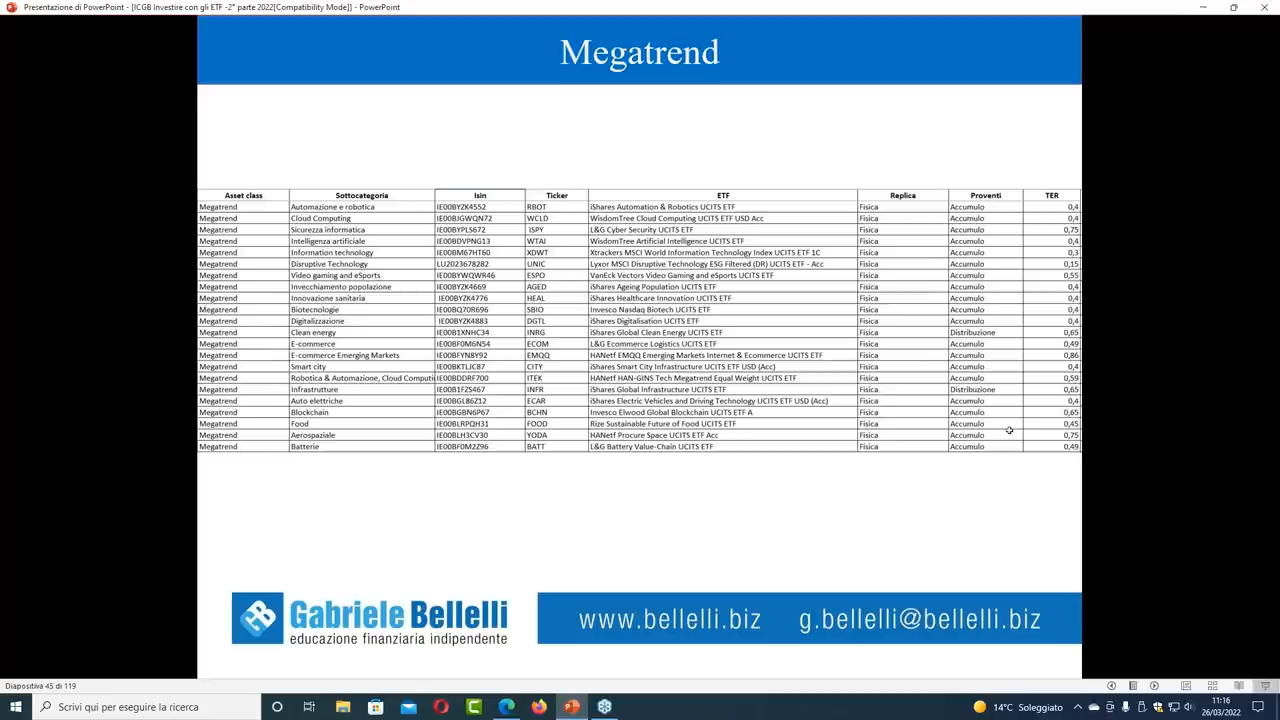 Presentazione di PowerPoint - [ICGB Investire con gli ETF -2° parte 2022[Compatibility Mode]] - PowerPoint
Megatrend
Asset class Sottocategoria Isin Ticker ETF Replica Proventi TER
Megatrend Automazione e robotica IE00BYZK4552 RBOT iShares Automation & Robotics UCITS ETF Fisica Accumulo 0,4
Megatrend Cloud Computing IE00BJGWQN72 WCLD WisdomTree Cloud Computing UCITS ETF USD Acc Fisica Accumulo 0,4
Megatrend Sicurezza informatica IE00BYPLS672 ISPY L&G Cyber Security UCITS ETF Fisica Accumulo 0,75
Megatrend Intelligenza artificiale IE00BDVPNG13 WTAI WisdomTree Artificial Intelligence UCITS ETF Fisica Accumulo 0,4
Megatrend Information technology IE00BM67HT60 XDWT Xtrackers MSCI World Information Technology Index UCITS ETF 1C Fisica Accumulo 0,3
Megatrend Disruptive Technology LU2023678282 UNIC Lyxor MSCI Disruptive Technology ESG Filtered (DR) UCITS ETF - Acc Fisica Accumulo 0,15
Megatrend Video gaming and eSports IE00BYWQWR46 ESPO VanEck Vectors Video Gaming and eSports UCITS ETF Fisica Accumulo 0,55
Megatrend Invecchiamento popolazione IE00BYZK4669 AGED iShares Ageing Population UCITS ETF Fisica Accumulo 0,4
Megatrend Innovazione sanitaria IE00BYZK4776 HEAL iShares Healthcare Innovation UCITS ETF Fisica Accumulo 0,4
Megatrend Biotecnologie IE00BQ70R696 SBIO Invesco Nasdaq Biotech UCITS ETF Fisica Accumulo 0,4
Megatrend Digitalizzazione IE00BYZK4883 DGTL iShares Digitalisation UCITS ETF Fisica Accumulo 0,4
Megatrend Clean energy IE00B1XNHC34 INRG iShares Global Clean Energy UCITS ETF Fisica Distribuzione 0,65
Megatrend E-commerce IE00BF0M6N54 ECOM L&G Ecommerce Logistics UCITS ETF Fisica Accumulo 0,49
Megatrend E-commerce Emerging Markets IE00BFYN8Y92 EMQQ HANetf EMQQ Emerging Markets Internet & Ecommerce UCITS ETF Fisica Accumulo 0,86
Megatrend Smart city IE00BKTLJC87 CITY iShares Smart City Infrastructure UCITS ETF USD (Acc) Fisica Accumulo 0,4
Megatrend Robotica & Automazione, Cloud Computi IE00BDDRF700 ITEK HANetf HAN-GINS Tech Megatrend Equal Weight UCITS ETF Fisica Accumulo 0,59
Megatrend Infrastrutture IE00B1FZS467 INFR iShares Global Infrastructure UCITS ETF Fisica Distribuzione 0,65
Megatrend Auto elettriche IE00BGL86Z12 ECAR iShares Electric Vehicles and Driving Technology UCITS ETF USD (Acc) Fisica Accumulo 0,4
Megatrend Blockchain IE00BGBN6P67 BCHN Invesco Elwood Global Blockchain UCITS ETF A Fisica Accumulo 0,65
Megatrend Food IE00BLRPQH31 FOOD Rize Sustainable Future of Food UCITS ETF Fisica Accumulo 0,45
Megatrend Aerospaziale IE00BLH3CV30 YODA HANetf Procure Space UCITS ETF Acc Fisica Accumulo 0,75
Megatrend Batterie IE00BF0M2Z96 BATT L&G Battery Value-Chain UCITS ETF Fisica Accumulo 0,49
Gabriele Bellelli
educazione finanziaria indipendente
www.bellelli.biz g.bellelli@bellelli.biz
Diapositiva 45 di 119
Scrivi qui per eseguire la ricerca
14°C Soleggiato
11:16
26/03/2022